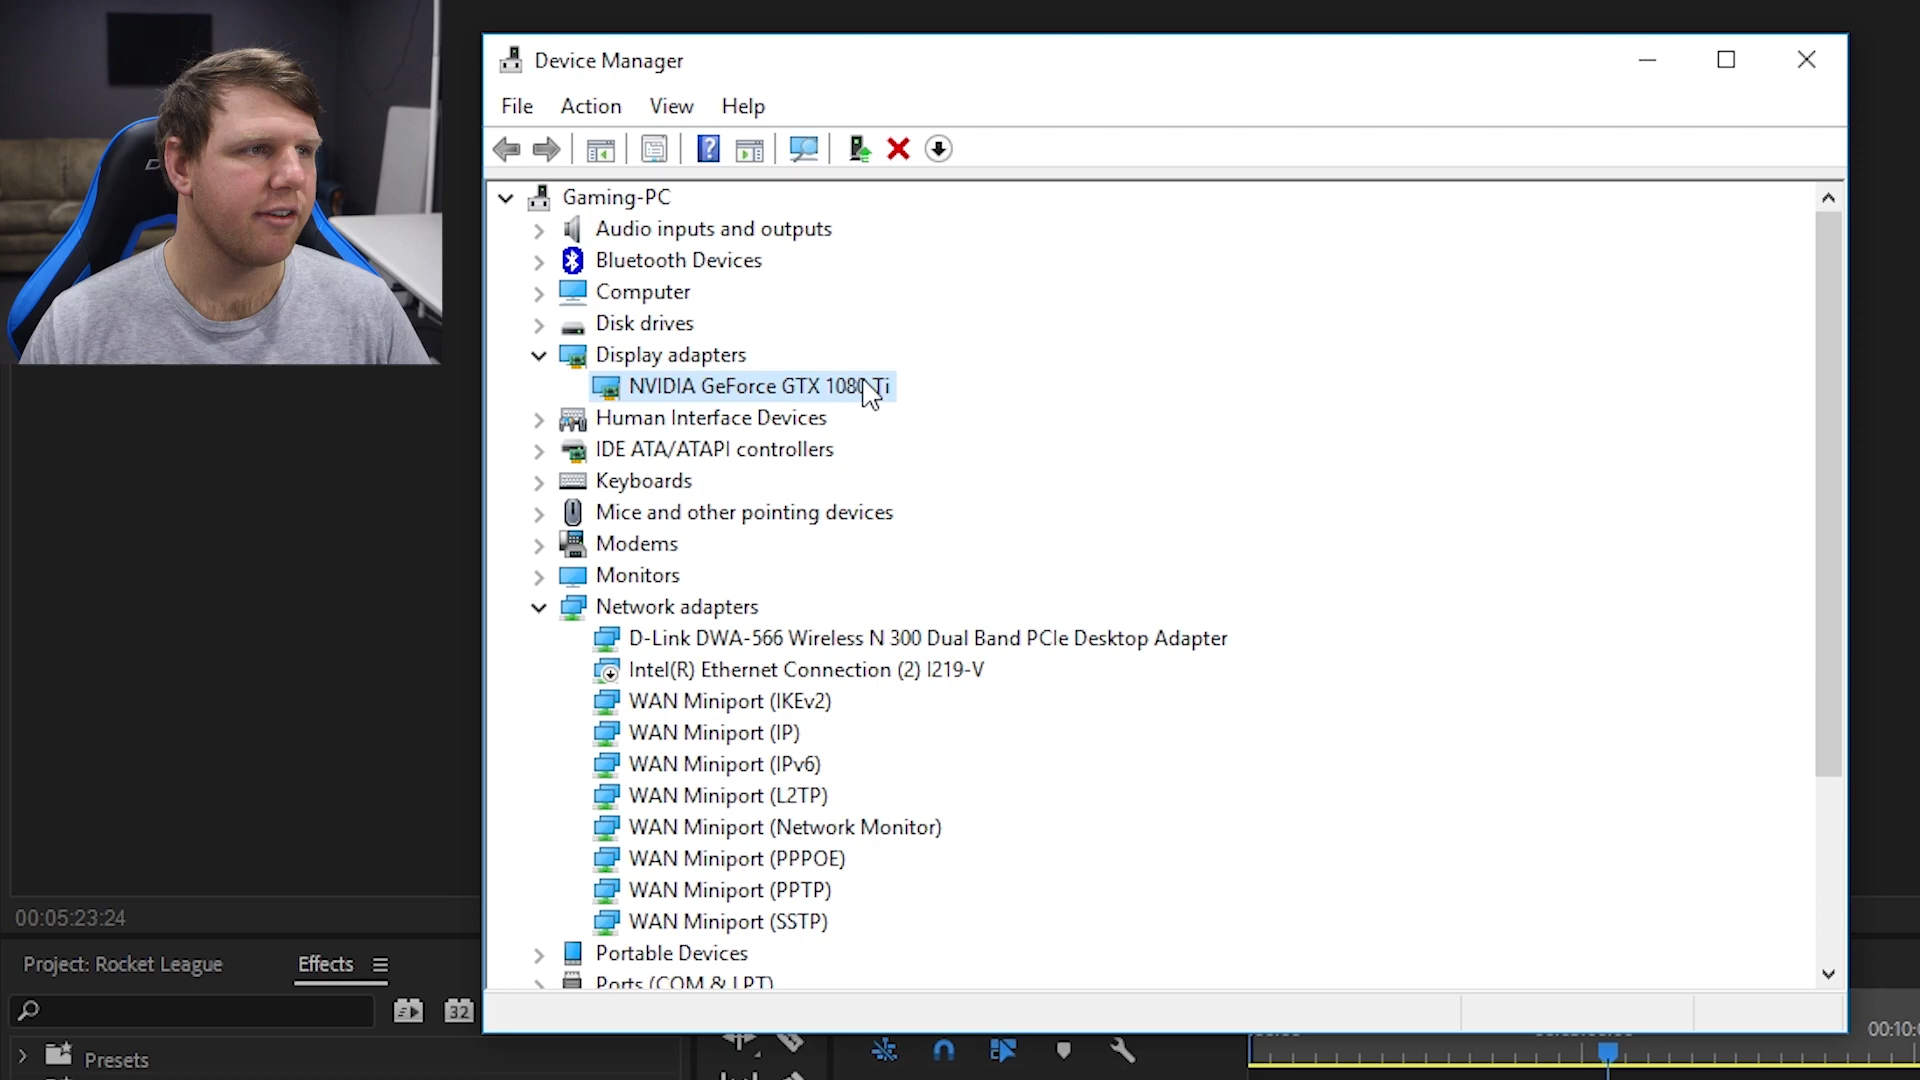 Device Manager
File Action View Help
Gaming-PC
Audio inputs and outputs
Bluetooth Devices
Computer
Disk drives
Display adapters
NVIDIA GeForce GTX 1080 Ti
Human Interface Devices
IDE ATA/ATAPI controllers
Keyboards
Mice and other pointing devices
Modems
Monitors
Network adapters
D-Link DWA-566 Wireless N 300 Dual Band PCIe Desktop Adapter
Intel(R) Ethernet Connection (2) I219-V
WAN Miniport (IKEv2)
WAN Miniport (IP)
WAN Miniport (IPv6)
WAN Miniport (L2TP)
WAN Miniport (Network Monitor)
WAN Miniport (PPPOE)
WAN Miniport (PPTP)
WAN Miniport (SSTP)
Portable Devices
Ports (COM & LPT)
00:05:23:24
Project: Rocket League Effects
32
Presets
00:10:0